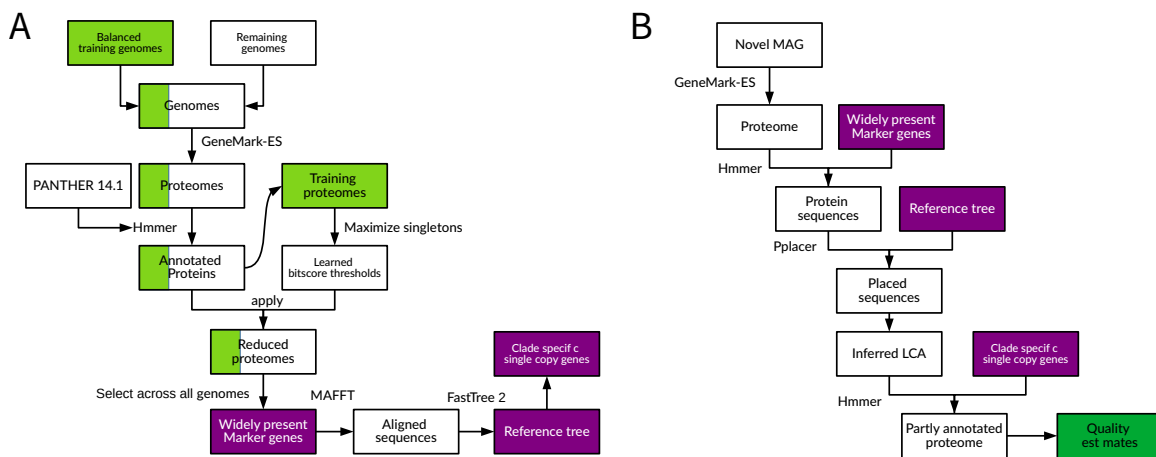 A
Balanced
training genomes
Remaining
genomes
Genomes
GeneMark-ES
PANTHER 14.1
Proteomes
Training
proteomes
Hmmer
Maximize singletons
Annotated
Proteins
Learned
bitscore thresholds
apply
Reduced
proteomes
Clade specif c
single copy genes
Select across all genomes
MAFFT
FastTree 2
Widely present
Marker genes
Aligned
sequences
Reference tree
B
Novel MAG
GeneMark-ES
Proteome
Widely present
Marker genes
Hmmer
Protein
sequences
Reference tree
Pplacer
Placed
sequences
Inferred LCA
Clade specif c
single copy genes
Hmmer
Partly annotated
proteome
Quality
est mates